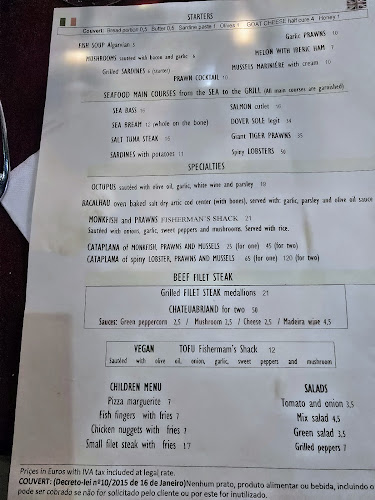 STARTERS
Couvert: Bread portion 0,5 Butter 0,5 Sardine paste 1 Olives 1 GOAT CHEESE half cure 4 Honey 1
FISH SOUP Algarvian 5
Garlic PRAWNS 10
MUSHROOMS sautéed with bacon and garlic 6
MELON WITH IBERIC HAM 7
Grilled SARDINES 6 (starter)
MUSSELS MARINIÉRE with cream 10
PRAWN COCKTAIL 10
SEAFOOD MAIN COURSES from the SEA to the GRILL (All main courses are garnished)
SEA BASS 16
SALMON cutlet 16
SEA BREAM 12 (whole on the bone)
DOVER SOLE legit 34
SALT TUNA STEAK 16
Giant TIGER PRAWNS 35
SARDINES with potatoes 11
Spiny LOBSTERS 56
SPECIALTIES
OCTUPUS sautéed with olive oil, garlic, white wine and parsley 19
BACALHAU oven baked salt dry artic cod center (with bones), served with: garlic, parsley and olive oil sauce
MONKFISH and PRAWNS FISHERMAN'S SHACK 21
Sautéed with onions, garlic, sweet peppers and mushrooms. Served with rice.
CATAPLANA of MONKFISH, PRAWNS AND MUSSELS 25 (for one) 45 (for two)
CATAPLANA of spiny LOBSTER, PRAWNS AND MUSSELS 65 (for one) 120 (for two)
BEEF FILET STEAK
Grilled FILET STEAK medallions 21
CHATEUABRIAND for two 50
Sauces: Green peppercorn 2,5 / Mushroom 2,5 / Cheese 2,5 / Madeira wine 4,5
VEGAN TOFU Fisherman's Shack 12
Sautéed with olive oil, onion, garlic, sweet peppers and mushroom
CHILDREN MENU
Pizza marguerite 7
Fish fingers with fries 7
Chicken nuggets with fries 7
Small filet steak with fries 17
SALADS
Tomato and onion 3,5
Mix salad 4,5
Green salad 3,5
Grilled peppers 7
Prices in Euros with IVA tax included at legal rate.
COUVERT: (Decreto-lei nº10/2015 de 16 de Janeiro)Nenhum prato, produto alimentar ou bebida, incluindo o
pode ser cobrado se não for solicitado pelo cliente ou por este for inutilizado.